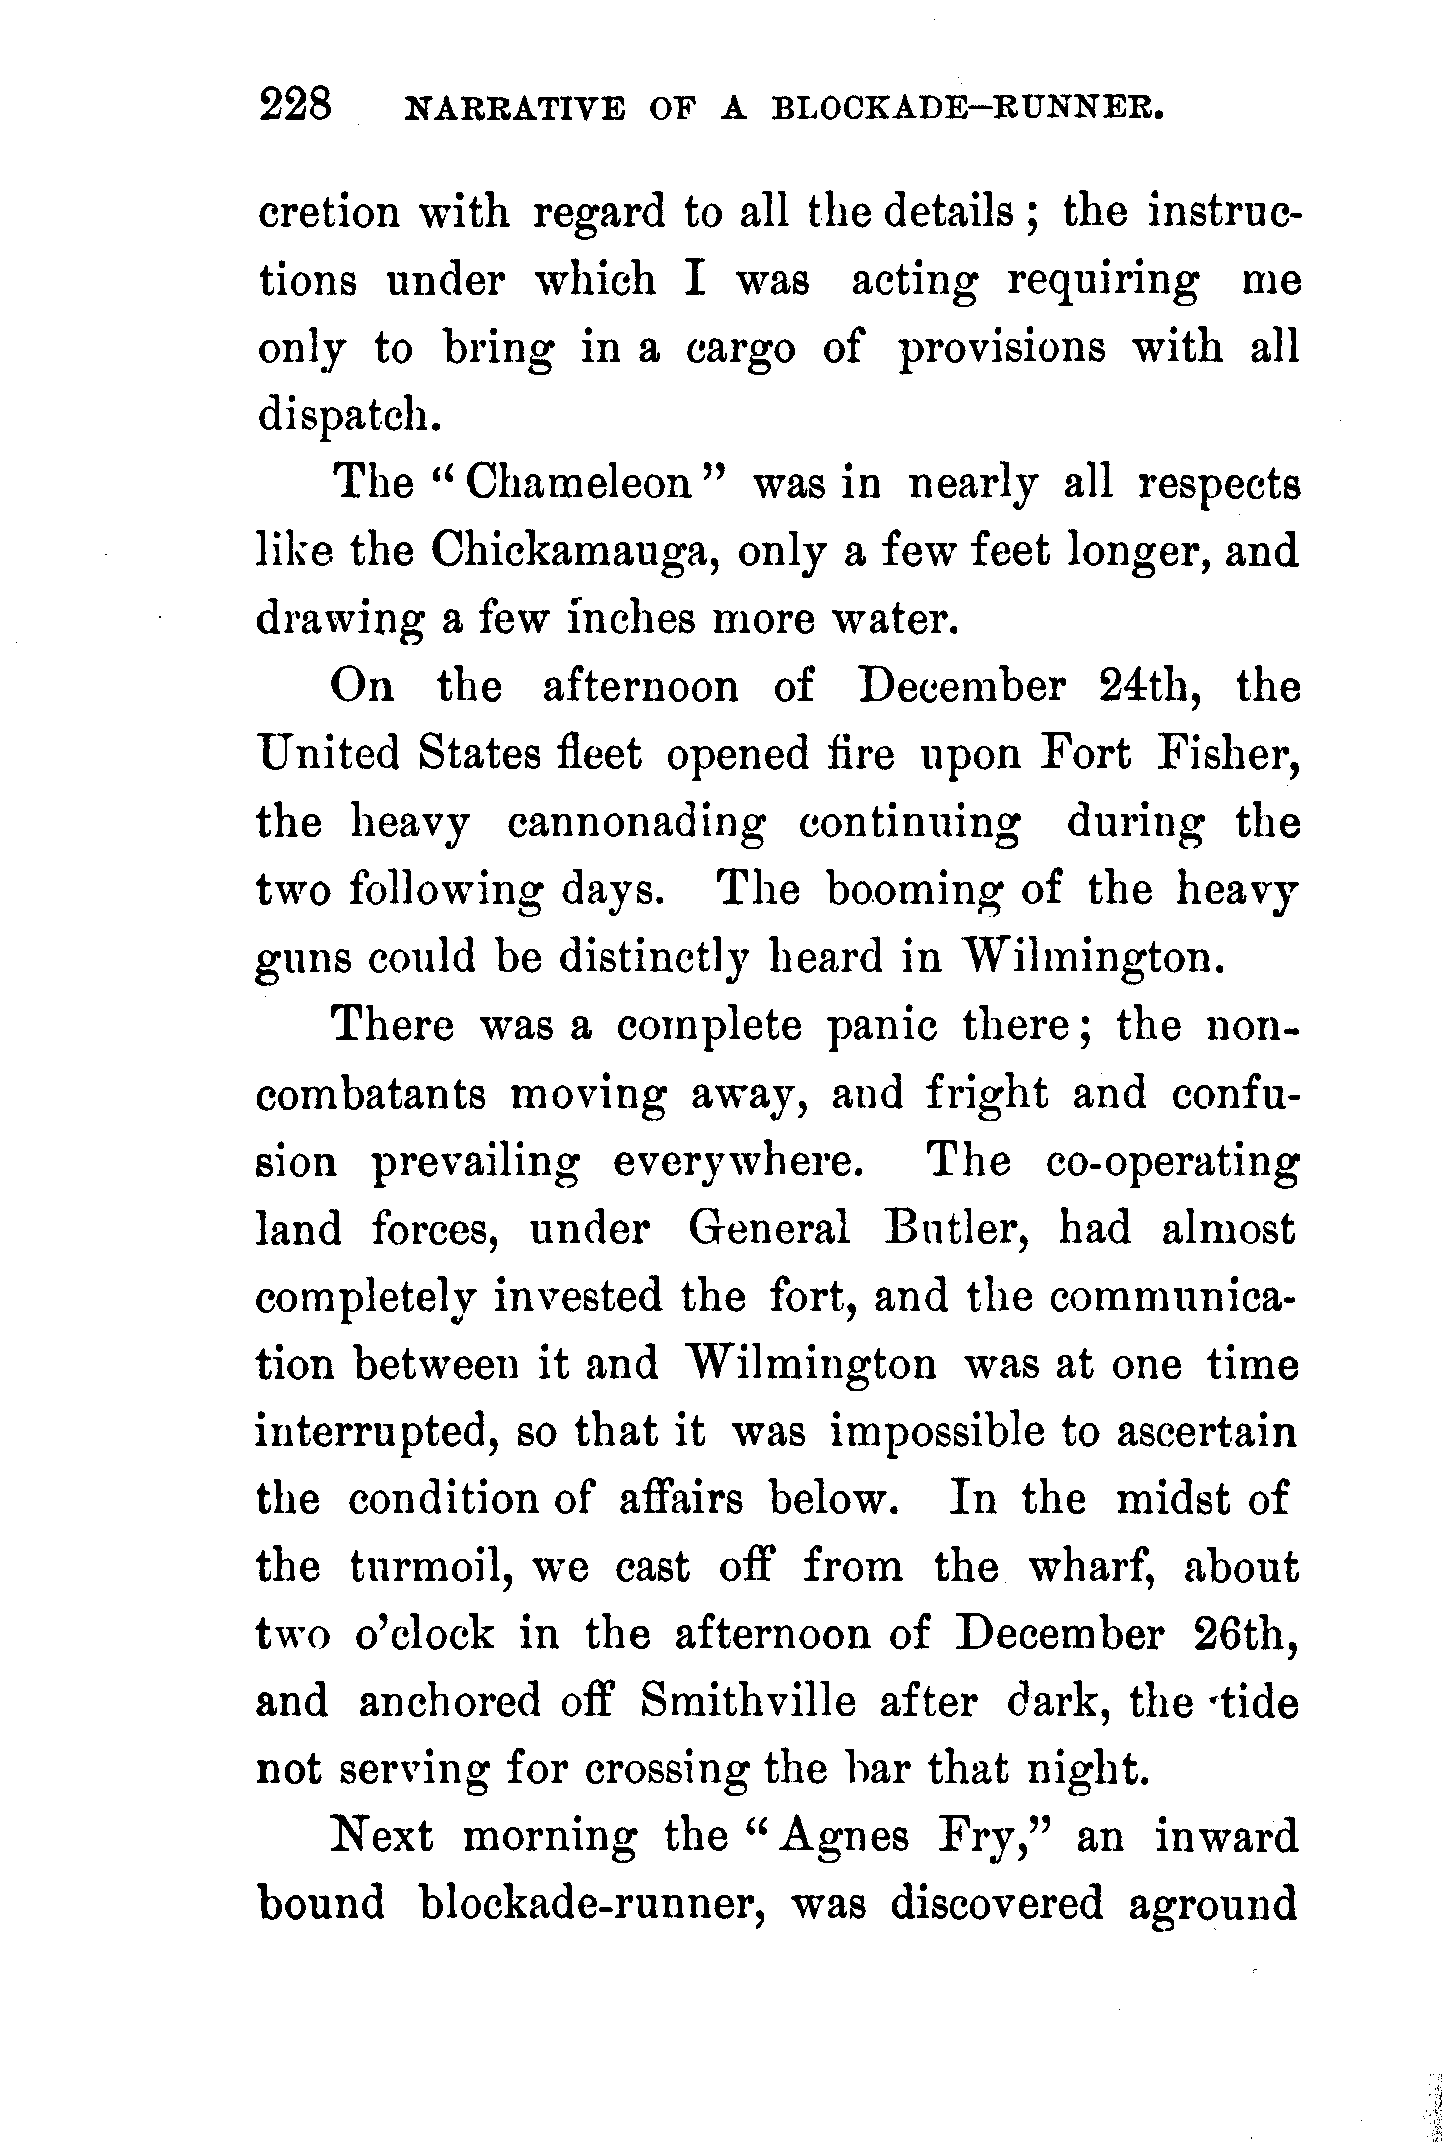 228 NARRATIVE OF A BLOCKADE-RUNNER.
cretion with regard to all the details ; the instruc-
tions under which I was acting requiring me
only to bring in a cargo of provisions with all
dispatch.
The " Chameleon " was in nearly all respects
like the Chickamauga, only a few feet longer, and
drawing a few inches more water.
On the afternoon of December 24th, the
United States fleet opened fire upon Fort Fisher,
the heavy cannonading continuing during the
two following days. The booming of the heavy
guns could be distinctly heard in Wilmington.
There was a complete panic there ; the non-
combatants moving away, and fright and confu-
sion prevailing everywhere. The co-operating
land forces, under General Butler, had almost
completely invested the fort, and the communica-
tion between it and Wilmington was at one time
interrupted, so that it was impossible to ascertain
the condition of affairs below. In the midst of
the turmoil, we cast off from the wharf, about
two o'clock in the afternoon of December 26th,
and anchored off Smithville after dark, the tide
not serving for crossing the bar that night.
Next morning the " Agnes Fry," an inward
bound blockade-runner, was discovered aground